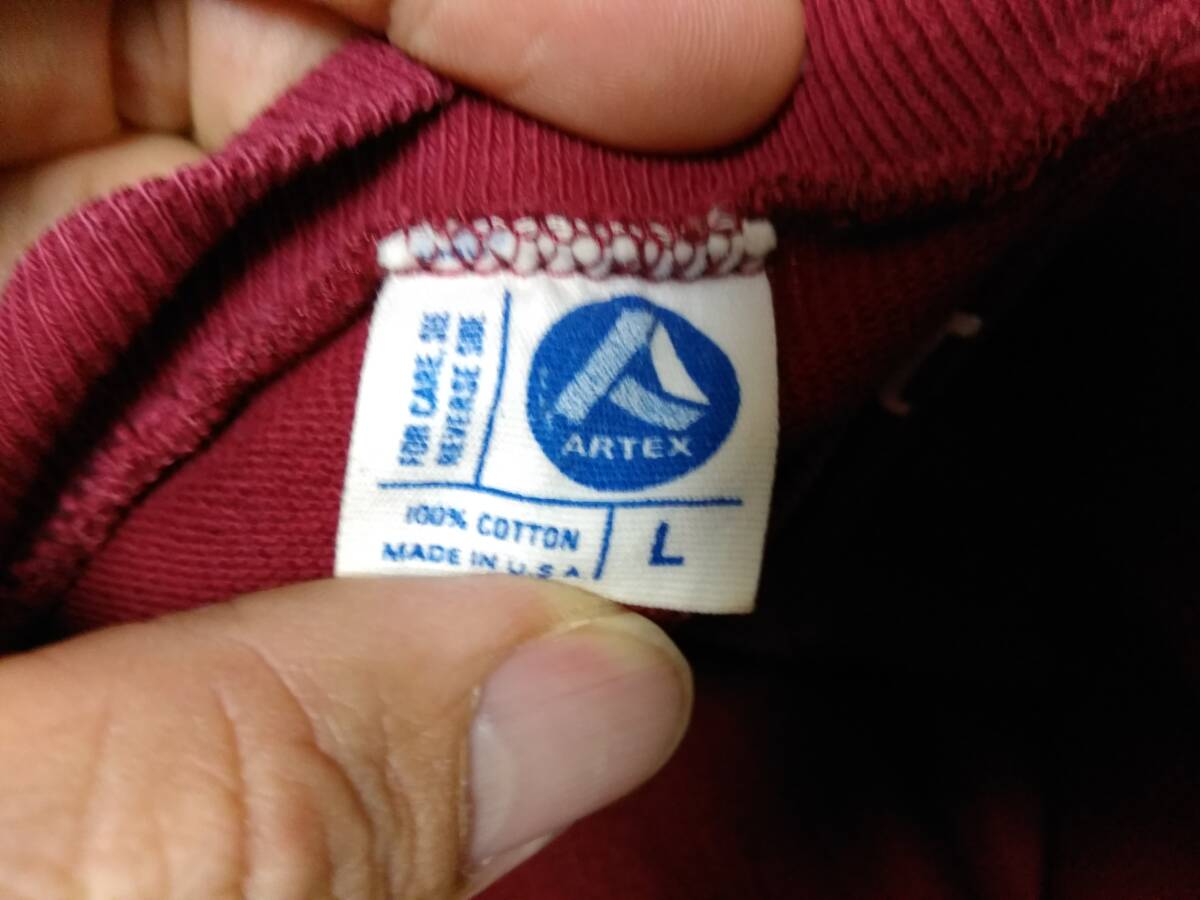 FOR CARE, SEE
REVERSE SIDE
ARTEX
100% COTTON
MADE IN U.S.A.
L